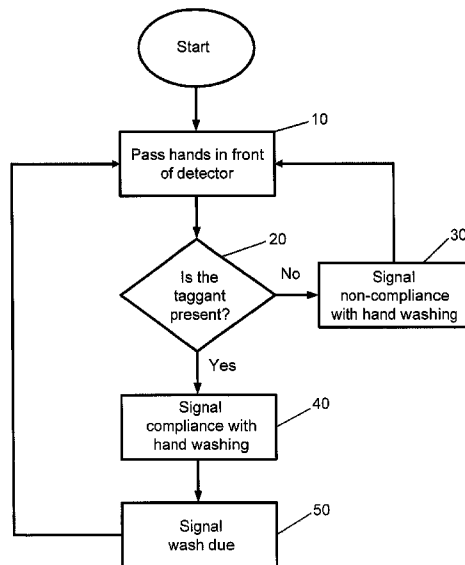 Start
10
Pass hands in front
of detector
20
Is the
taggant
present?
No
30
Signal
non-compliance
with hand washing
Yes
40
Signal
compliance with
hand washing
50
Signal
wash due